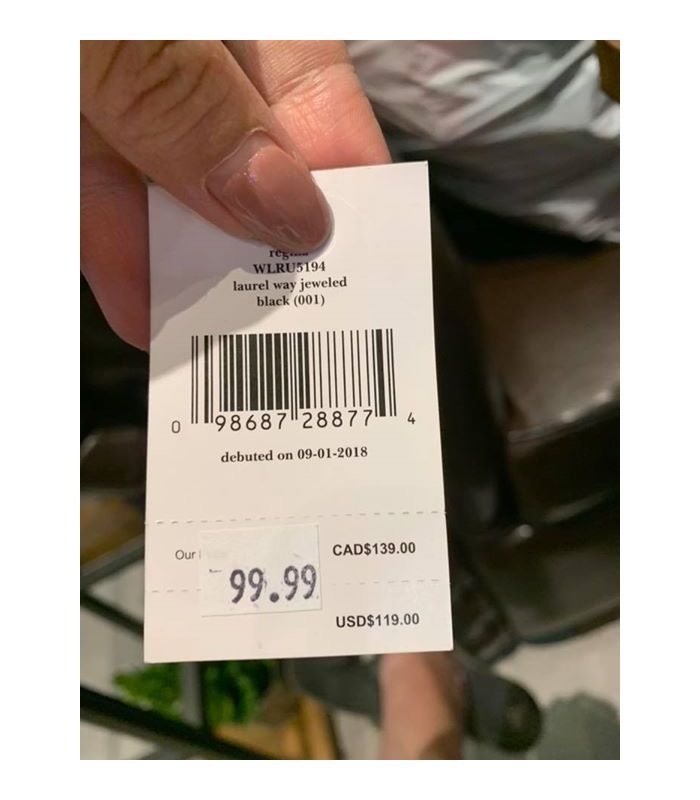 WLRU5194
laurel way jeweled
black (001)
0 98687 28877 4
debuted on 09-01-2018
Our
CAD$139.00
99.99
USD$119.00